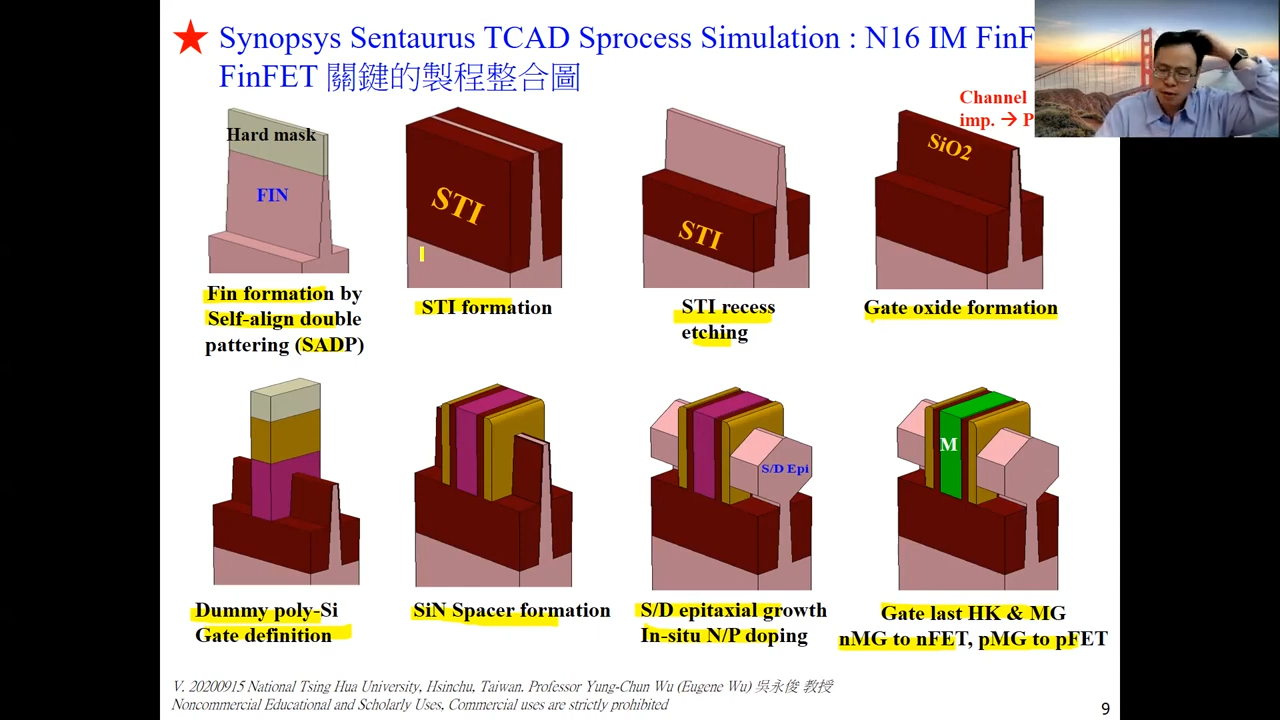 Synopsys Sentaurus TCAD Sprocess Simulation : N16 IM
FinFET 關鍵的製程整合圖
Channel
imp. → P
Hard mask
FIN
STI
STI
SiO2
Fin formation by
Self-align double
pattering (SADP)
STI formation
STI recess
etching
Gate oxide formation
S/D Epi
M
Dummy poly-Si
Gate definition
SiN Spacer formation
S/D epitaxial growth
In-situ N/P doping
Gate last HK & MG
nMG to nFET, pMG to pFET
V. 20200915 National Tsing Hua University, Hsinchu, Taiwan. Professor Yung-Chun Wu (Eugene Wu) 吳永俊 教授
Noncommercial Educational and Scholarly Uses, Commercial uses are strictly prohibited
9